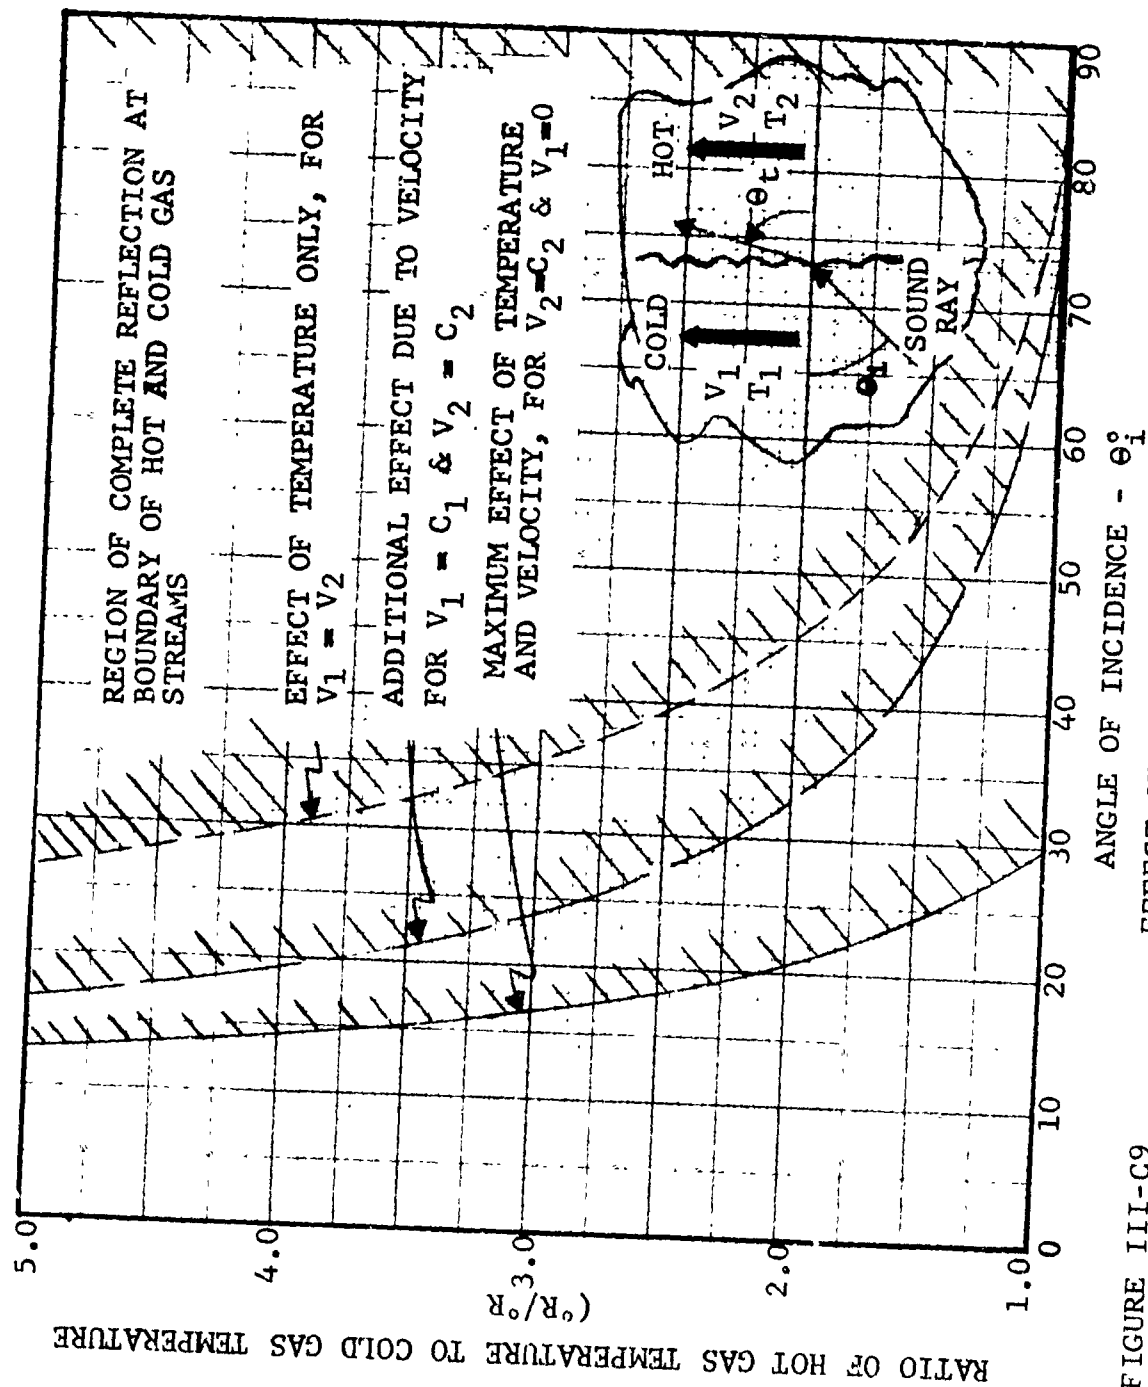 REGION OF COMPLETE REFLECTION AT
BOUNDARY OF HOT AND COLD GAS
STREAMS
EFFECT OF TEMPERATURE ONLY, FOR
V₁ = V₂
ADDITIONAL EFFECT DUE TO VELOCITY
FOR V₁ = C₁ & V₂ = C₂
MAXIMUM EFFECT OF TEMPERATURE
AND VELOCITY, FOR V₂=C₂ & V₁=0
COLD
HOT
V₁
T₁
V₂
T₂
θt
SOUND
RAY
5.0
4.0
3.0
2.0
1.0
RATIO OF HOT GAS TEMPERATURE TO COLD GAS TEMPERATURE
(°R/°R
0
10
20
30
40
50
60
70
80
90
ANGLE OF INCIDENCE - θ°i
FIGURE III-C9